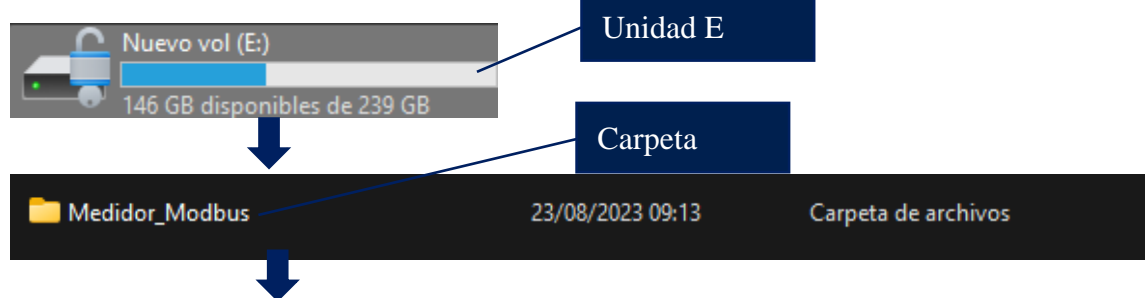 Unidad E
Nuevo vol (E:)
146 GB disponibles de 239 GB
Carpeta
Medidor_Modbus 23/08/2023 09:13 Carpeta de archivos